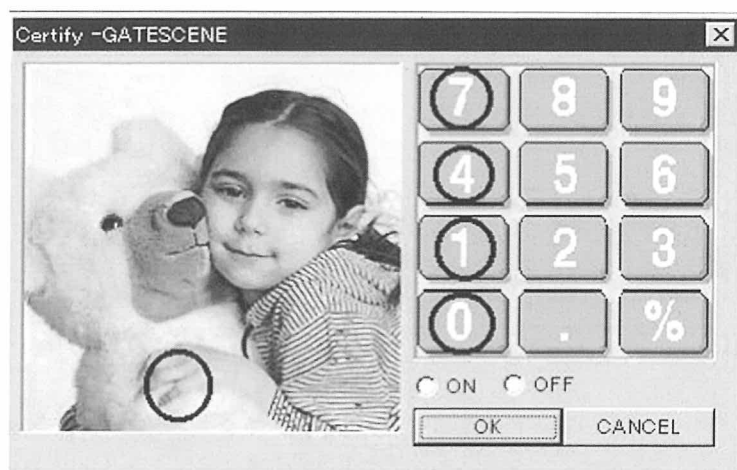 Certify -GATESCENE
7 8 9
4 5 6
1 2 3
0 . %
ON OFF
OK CANCEL